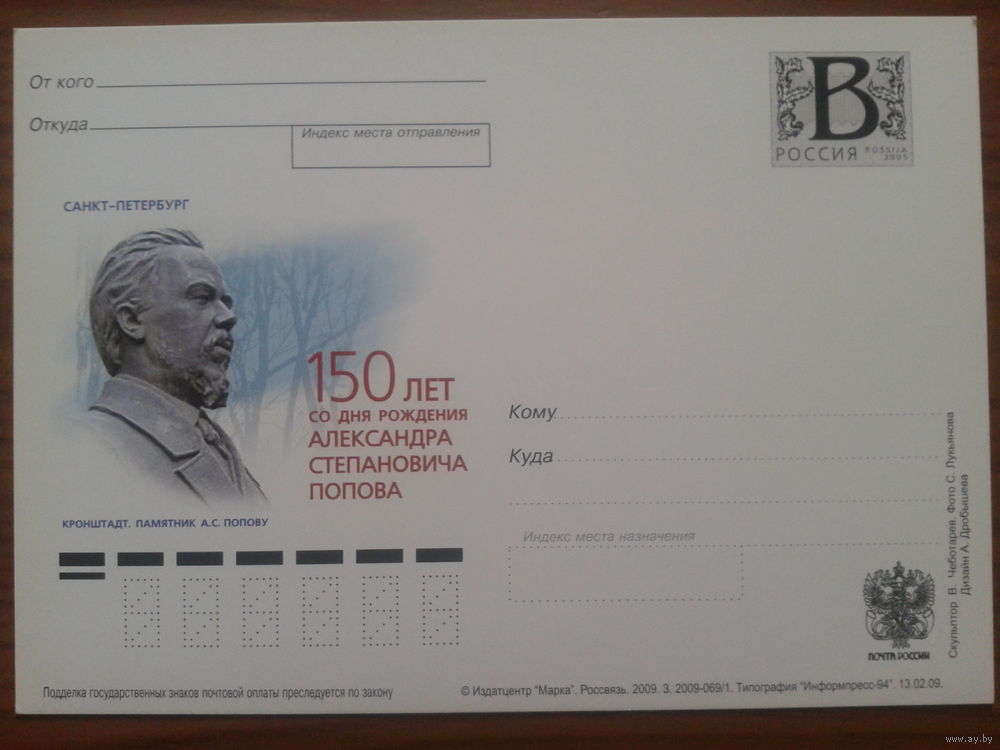 От кого
Откуда
Индекс места отправления
В
РОССИЯ
ROSSIJA
2005
САНКТ-ПЕТЕРБУРГ
150 ЛЕТ
СО ДНЯ РОЖДЕНИЯ
АЛЕКСАНДРА
СТЕПАНОВИЧА
ПОПОВА
КРОНШТАДТ. ПАМЯТНИК А.С. ПОПОВУ
Кому
Куда
Индекс места назначения
Скульптор В. Чеботарев. Фото С. Лукьянова
Дизайн А. Дробышева
ПОЧТА РОССИИ
Подделка государственных знаков почтовой оплаты преследуется по закону
© Издатцентр "Марка". Россвязь. 2009. З. 2009-069/1. Типография "Информпресс-94". 13.02.09.
www.ay.by